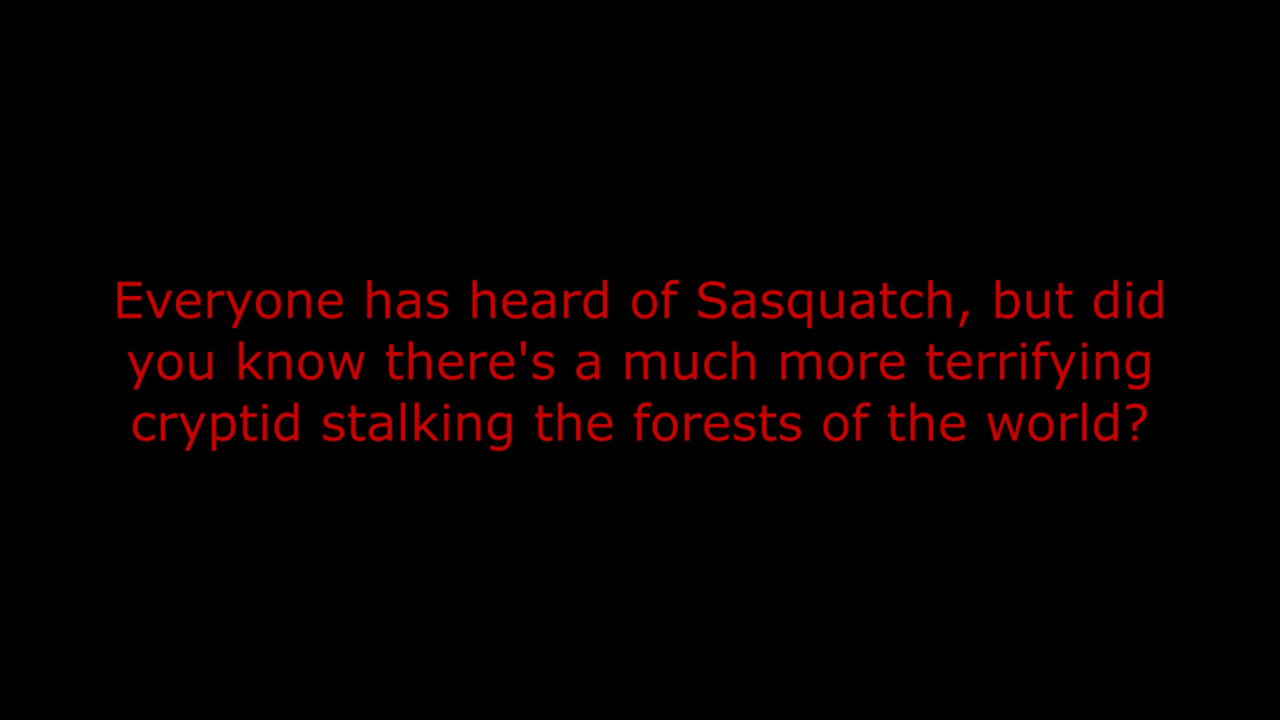 Everyone has heard of Sasquatch, but did
you know there's a much more terrifying
cryptid stalking the forests of the world?